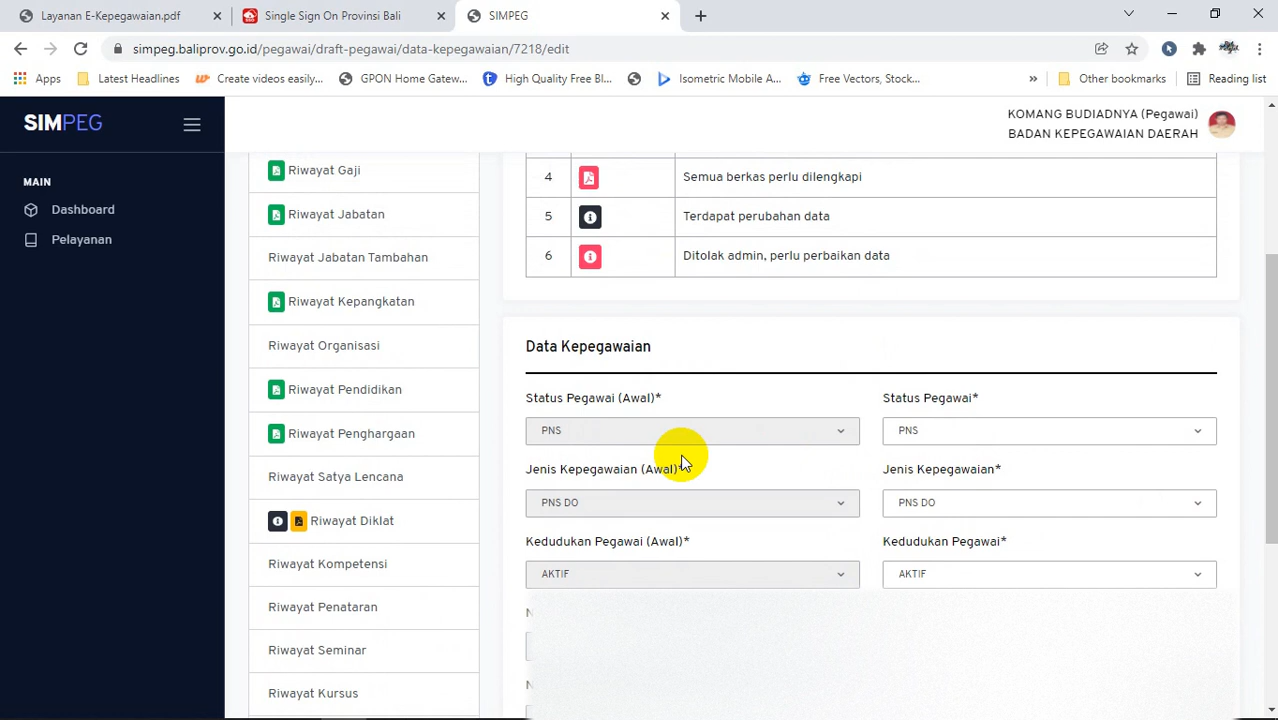 Layanan E-Kepegawaian.pdf
Single Sign On Provinsi Bali
SIMPEG
simpeg.baliprov.go.id/pegawai/draft-pegawai/data-kepegawaian/7218/edit
Apps
Latest Headlines
Create videos easily...
GPON Home Gatew...
High Quality Free Bl...
Isometric Mobile A...
Free Vectors, Stock...
»
Other bookmarks
Reading list
SIMPEG
KOMANG BUDIADNYA (Pegawai)
BADAN KEPEGAWAIAN DAERAH
MAIN
Dashboard
Pelayanan
Riwayat Gaji
Riwayat Jabatan
Riwayat Jabatan Tambahan
Riwayat Kepangkatan
Riwayat Organisasi
Riwayat Pendidikan
Riwayat Penghargaan
Riwayat Satya Lencana
Riwayat Diklat
Riwayat Kompetensi
Riwayat Penataran
Riwayat Seminar
Riwayat Kursus
4 Semua berkas perlu dilengkapi
5 Terdapat perubahan data
6 Ditolak admin, perlu perbaikan data
Data Kepegawaian
Status Pegawai (Awal)* Status Pegawai*
PNS PNS
Jenis Kepegawaian (Awal)* Jenis Kepegawaian*
PNS DO PNS DO
Kedudukan Pegawai (Awal)* Kedudukan Pegawai*
AKTIF AKTIF